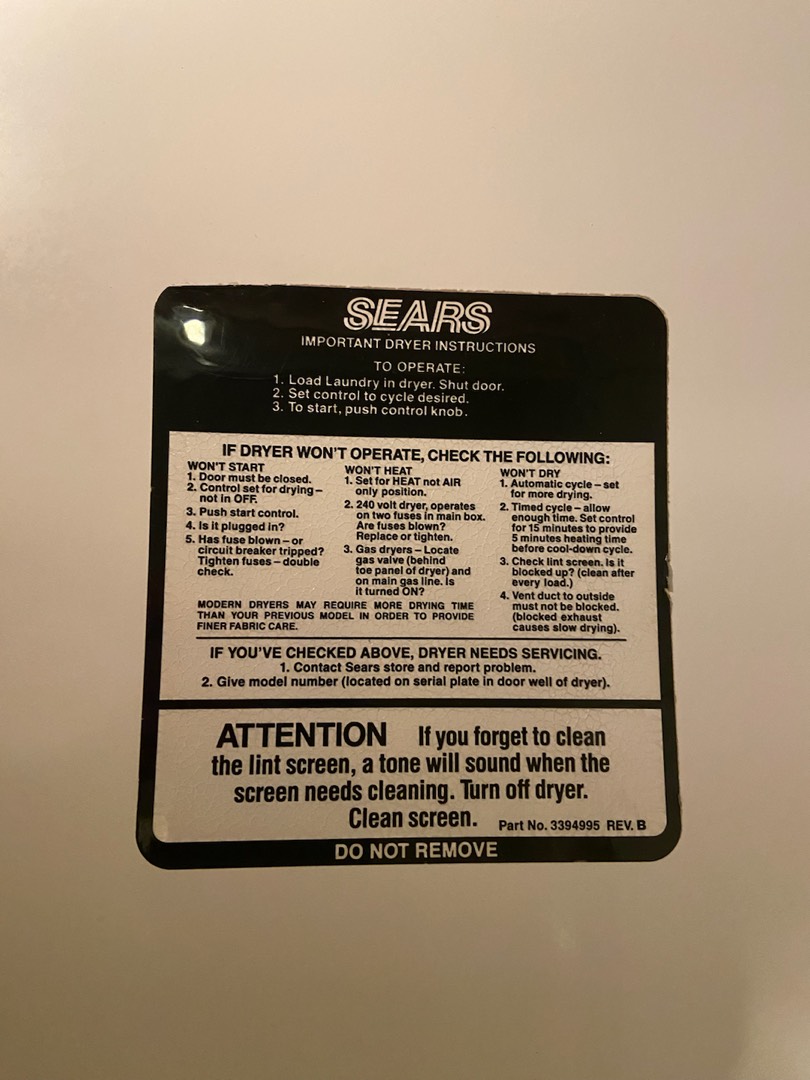 SEARS
IMPORTANT DRYER INSTRUCTIONS
TO OPERATE:
1. Load Laundry in dryer. Shut door.
2. Set control to cycle desired.
3. To start, push control knob.
IF DRYER WON'T OPERATE, CHECK THE FOLLOWING:
WON'T START
1. Door must be closed.
2. Control set for drying –
not in OFF.
3. Push start control.
4. Is it plugged in?
5. Has fuse blown – or
circuit breaker tripped?
Tighten fuses – double
check.
WON'T HEAT
1. Set for HEAT not AIR
only position.
2. 240 volt dryer, operates
on two fuses in main box.
Are fuses blown?
Replace or tighten.
3. Gas dryers – Locate
gas valve (behind
toe panel of dryer) and
on main gas line. Is
it turned ON?
WON'T DRY
1. Automatic cycle – set
for more drying.
2. Timed cycle – allow
enough time. Set control
for 15 minutes to provide
5 minutes heating time
before cool-down cycle.
3. Check lint screen. Is it
blocked up? (clean after
every load.)
4. Vent duct to outside
must not be blocked.
(blocked exhaust
causes slow drying).
MODERN DRYERS MAY REQUIRE MORE DRYING TIME
THAN YOUR PREVIOUS MODEL IN ORDER TO PROVIDE
FINER FABRIC CARE.
IF YOU'VE CHECKED ABOVE, DRYER NEEDS SERVICING.
1. Contact Sears store and report problem.
2. Give model number (located on serial plate in door well of dryer).
ATTENTION If you forget to clean
the lint screen, a tone will sound when the
screen needs cleaning. Turn off dryer.
Clean screen.
Part No. 3394995 REV. B
DO NOT REMOVE